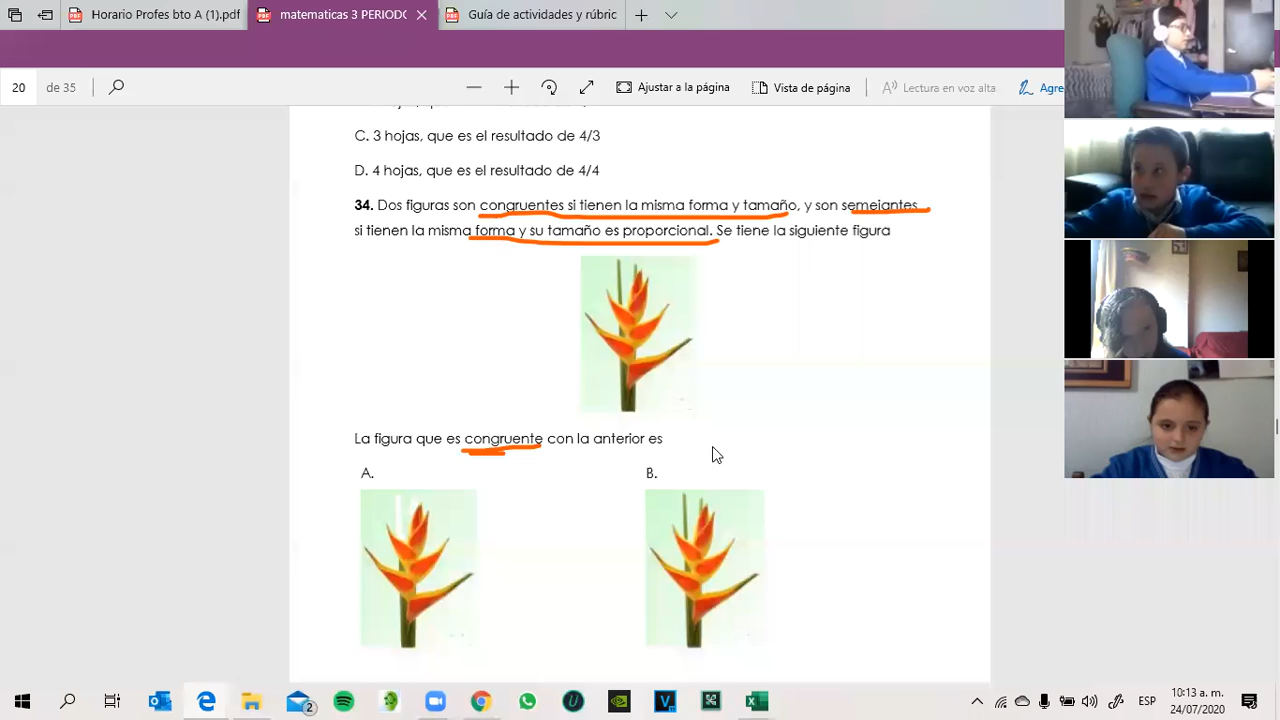 Horario Profes bto A (1).pdf
matematicas 3 PERIODO
Guía de actividades y rúbric
20 de 35
Ajustar a la página
Vista de página
Lectura en voz alta
Agre
C. 3 hojas, que es el resultado de 4/3
D. 4 hojas, que es el resultado de 4/4
34. Dos figuras son congruentes si tienen la misma forma y tamaño, y son semejantes
si tienen la misma forma y su tamaño es proporcional. Se tiene la siguiente figura
La figura que es congruente con la anterior es
A. B.
2
ESP
10:13 a. m.
24/07/2020